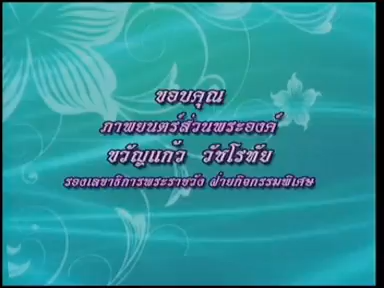 ขอบคุณ
ภาพยนตร์ส่วนพระองค์
ขวัญแก้ว วัชโรทัย
รองเลขาธิการพระราชวัง ฝ่ายกิจกรรมพิเศษ